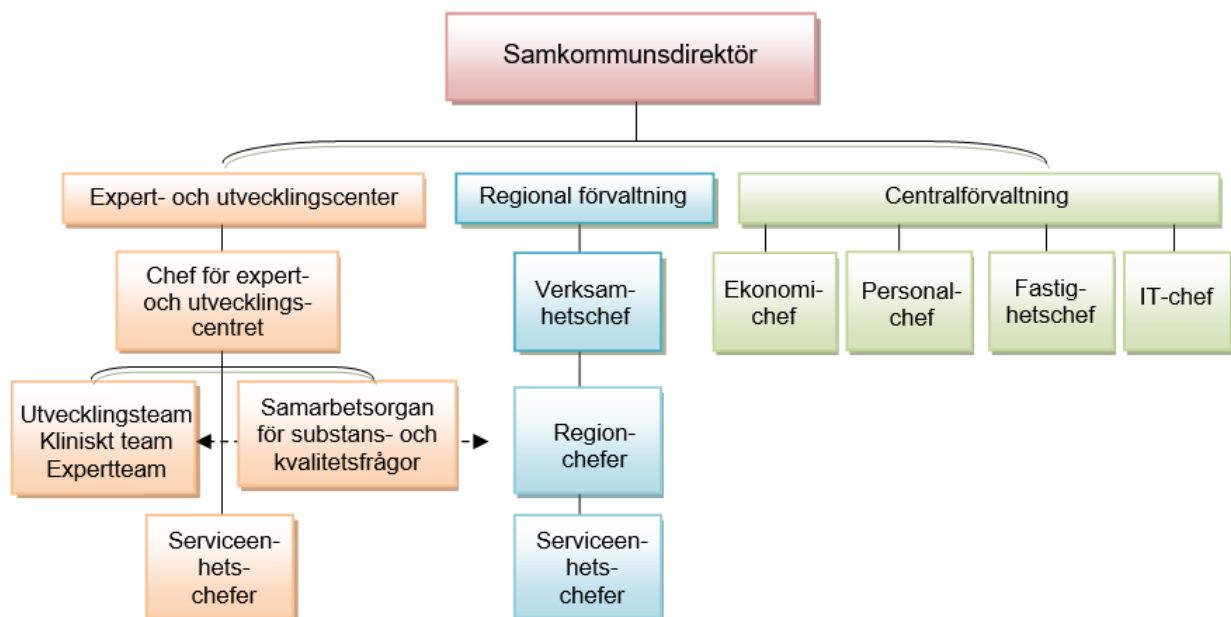 Samkommunsdirektör
Expert- och utvecklingscenter
Regional förvaltning
Centralförvaltning
Chef för expert-
och utvecklings-
centret
Verksam-
hetschef
Ekonomi-
chef
Personal-
chef
Fastig-
hetschef
IT-chef
Utvecklingsteam
Kliniskt team
Expertteam
Samarbetsorgan
för substans- och
kvalitetsfrågor
Region-
chefer
Serviceen-
hets-
chefer
Serviceen-
hets-
chefer